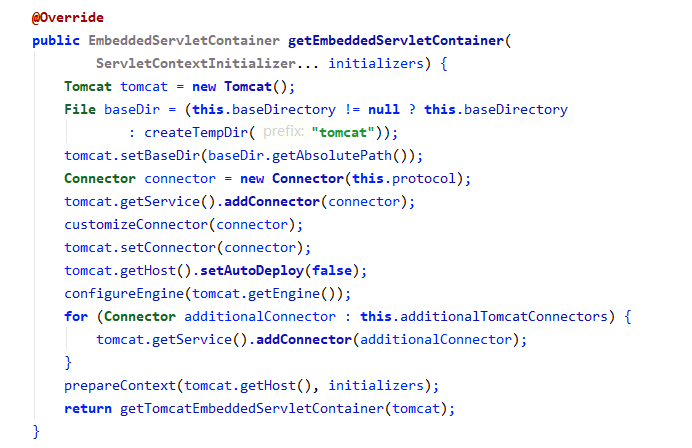 @Override
public EmbeddedServletContainer getEmbeddedServletContainer(
        ServletContextInitializer... initializers) {
    Tomcat tomcat = new Tomcat();
    File baseDir = (this.baseDirectory != null ? this.baseDirectory
            : createTempDir( prefix: "tomcat"));
    tomcat.setBaseDir(baseDir.getAbsolutePath());
    Connector connector = new Connector(this.protocol);
    tomcat.getService().addConnector(connector);
    customizeConnector(connector);
    tomcat.setConnector(connector);
    tomcat.getHost().setAutoDeploy(false);
    configureEngine(tomcat.getEngine());
    for (Connector additionalConnector : this.additionalTomcatConnectors) {
        tomcat.getService().addConnector(additionalConnector);
    }
    prepareContext(tomcat.getHost(), initializers);
    return getTomcatEmbeddedServletContainer(tomcat);
}